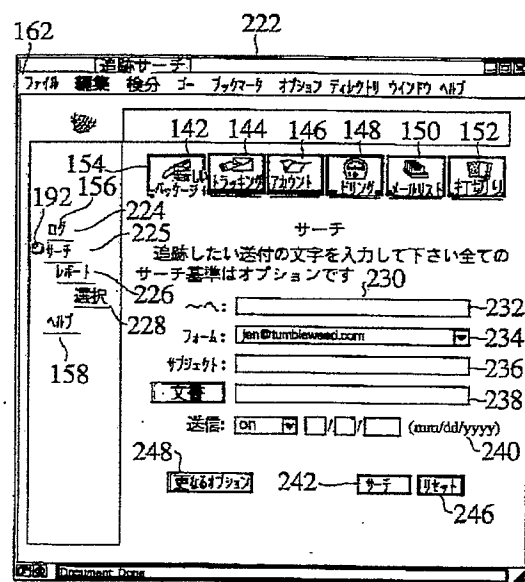 222
162
追跡サーチ
ファイル 編集 検分 ゴー ブックマータ オプション ディレクトリ ウインドウ ヘルプ
142 144 146 148 150 152
154
パッケージ トラッキング アカウント ドリング メールリスト
192 156
ログ 224
サーチ 225
レポート 226
選択 228
ヘルプ
158
サーチ
追跡したい送付の文字を入力して下さい全ての
サーチ基準はオプションです 230
〜へ: 232
フォーム: jen@tumbleweed.com 234
サブジェクト: 236
文書 238
送信: on / / (mm/dd/yyyy)
240
248
更なるオプション 242 サーチ リセット
246
Document Done